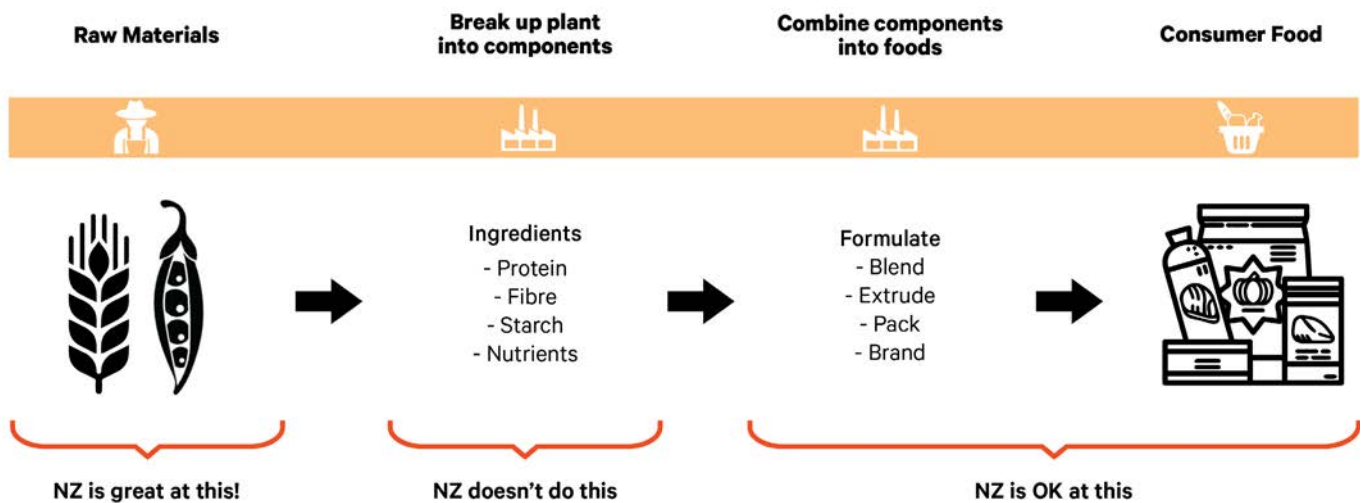 Raw Materials
Break up plant
into components
Combine components
into foods
Consumer Food
Ingredients
- Protein
- Fibre
- Starch
- Nutrients
Formulate
- Blend
- Extrude
- Pack
- Brand
NZ is great at this!
NZ doesn't do this
NZ is OK at this